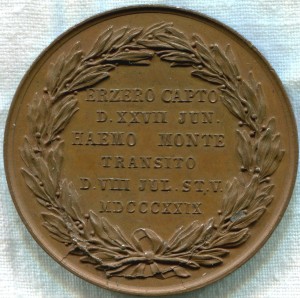 ERZERO CAPTO
D. XXVII JUN.
HAEMO MONTE
TRANSITO
D VIII JUL. ST. V.
MDCCCXXIX